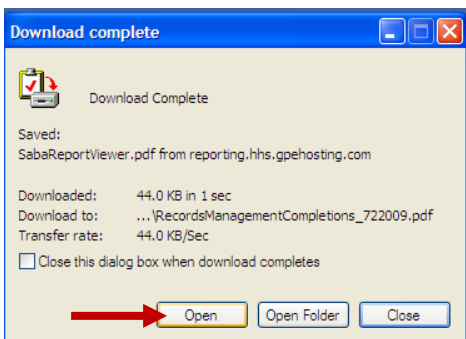 Download complete
Download Complete
Saved:
SabaReportViewer.pdf from reporting.hhs.gpehosting.com
Downloaded: 44.0 KB in 1 sec
Download to: ...\RecordsManagementCompletions_722009.pdf
Transfer rate: 44.0 KB/Sec
Close this dialog box when download completes
Open Open Folder Close